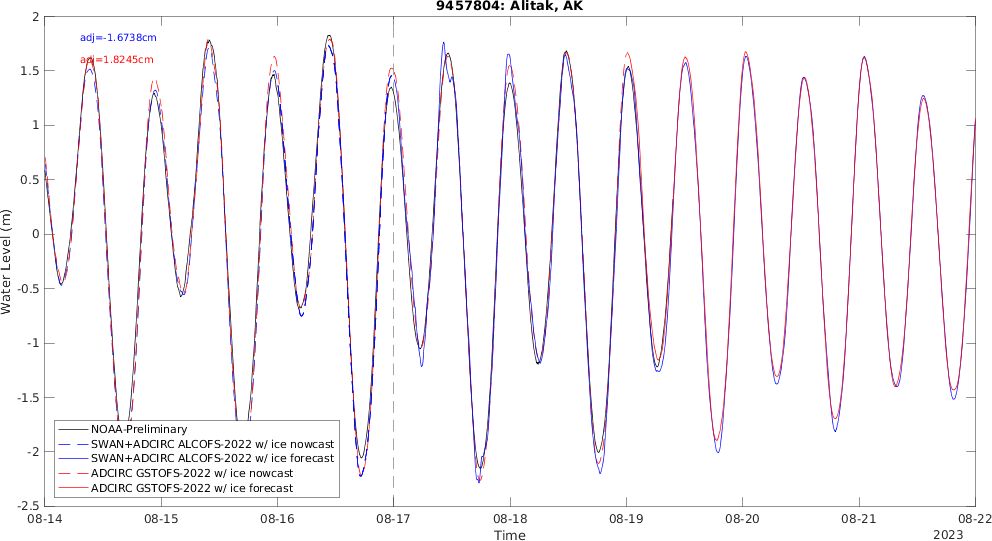 9457804: Alitak, AK
adj=-1.6738cm
adj=1.8245cm
Water Level (m)
2
1.5
1
0.5
0
-0.5
-1
-1.5
-2
-2.5
NOAA-Preliminary
SWAN+ADCIRC ALCOFS-2022 w/ ice nowcast
SWAN+ADCIRC ALCOFS-2022 w/ ice forecast
ADCIRC GSTOFS-2022 w/ ice nowcast
ADCIRC GSTOFS-2022 w/ ice forecast
08-14 08-15 08-16 08-17 08-18 08-19 08-20 08-21 08-22
Time
2023